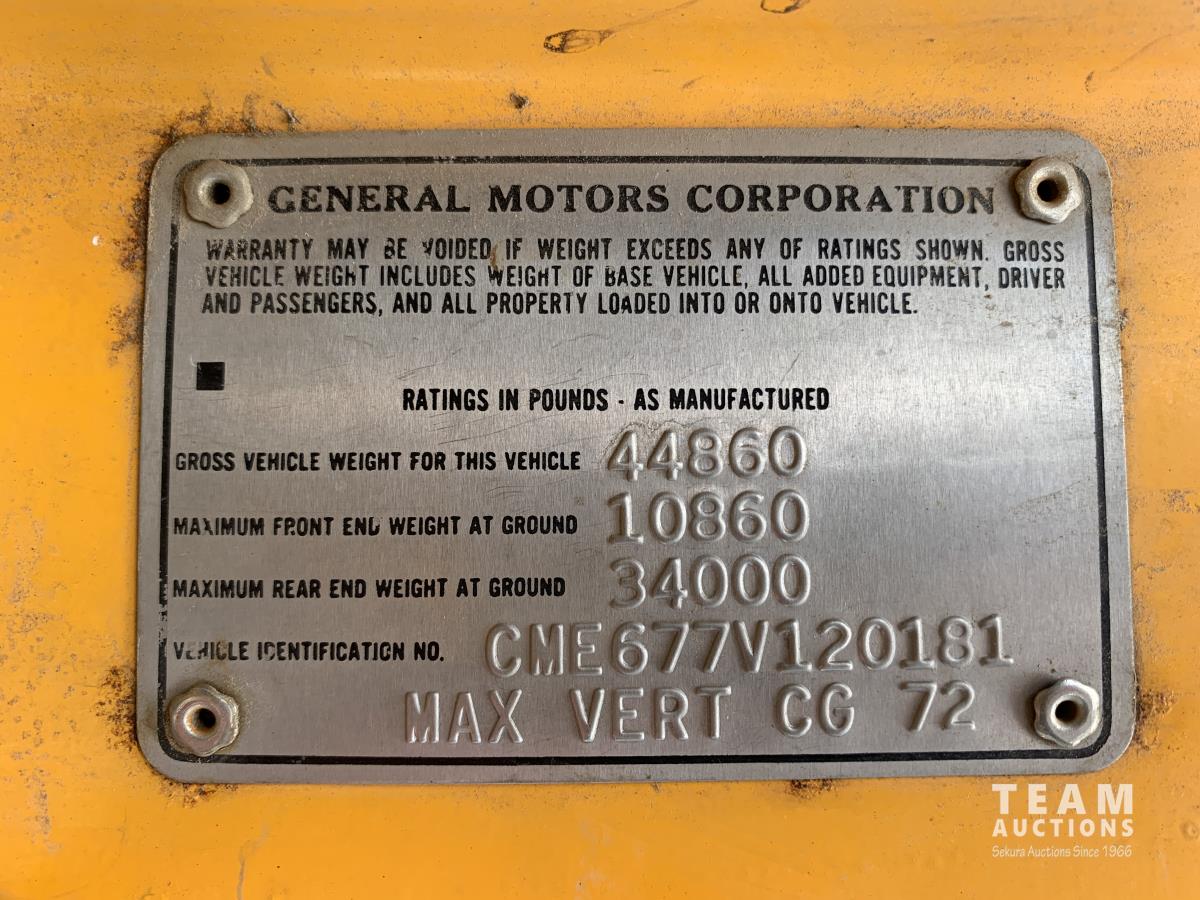 GENERAL MOTORS CORPORATION
WARRANTY MAY BE VOIDED IF WEIGHT EXCEEDS ANY OF RATINGS SHOWN. GROSS
VEHICLE WEIGHT INCLUDES WEIGHT OF BASE VEHICLE, ALL ADDED EQUIPMENT, DRIVER
AND PASSENGERS, AND ALL PROPERTY LOADED INTO OR ONTO VEHICLE.
RATINGS IN POUNDS - AS MANUFACTURED
GROSS VEHICLE WEIGHT FOR THIS VEHICLE 44860
MAXIMUM FRONT END WEIGHT AT GROUND 10860
MAXIMUM REAR END WEIGHT AT GROUND 34000
VEHICLE IDENTIFICATION NO. CME677V120181
MAX VERT CG 72
TEAM
AUCTIONS
Sekura Auctions Since 1966